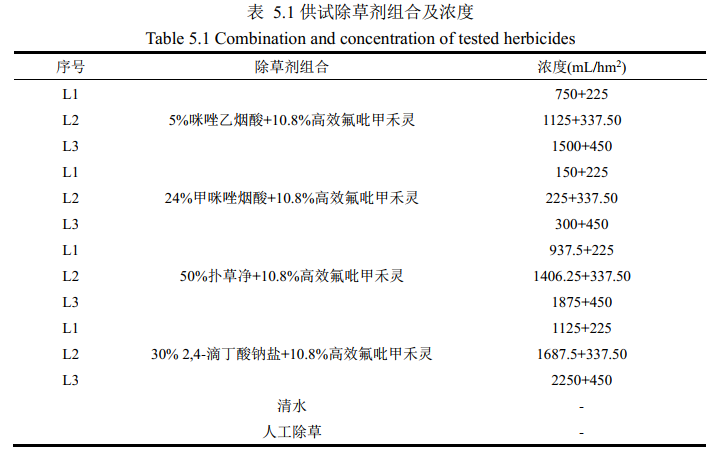 表 5.1 供试除草剂组合及浓度
Table 5.1 Combination and concentration of tested herbicides
序号 除草剂组合 浓度(mL/hm²)
L1 750+225
L2 5%咪唑乙烟酸+10.8%高效氟吡甲禾灵 1125+337.50
L3 1500+450
L1 150+225
L2 24%甲咪唑烟酸+10.8%高效氟吡甲禾灵 225+337.50
L3 300+450
L1 937.5+225
L2 50%扑草净+10.8%高效氟吡甲禾灵 1406.25+337.50
L3 1875+450
L1 1125+225
L2 30% 2,4-滴丁酸钠盐+10.8%高效氟吡甲禾灵 1687.5+337.50
L3 2250+450
清水 -
人工除草 -